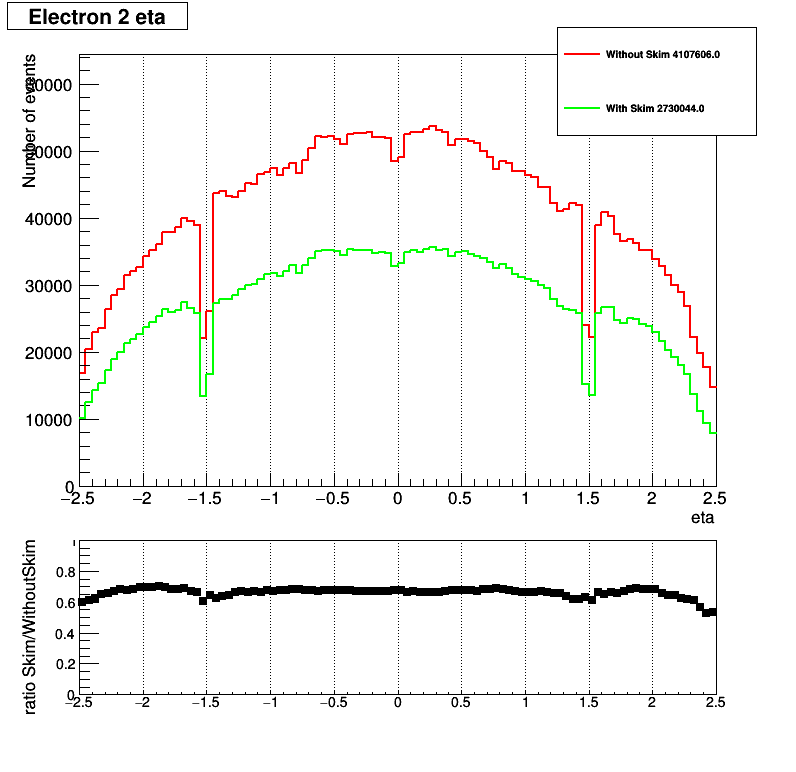 Electron 2 eta
Without Skim 4107606.0
With Skim 2730044.0
Number of events
40000
30000
20000
10000
0
−2.5 −2 −1.5 −1 −0.5 0 0.5 1 1.5 2 2.5
eta
ratio Skim/WithoutSkim
0.8
0.6
0.4
0.2
0
−2.5 −2 −1.5 −1 −0.5 0 0.5 1 1.5 2 2.5